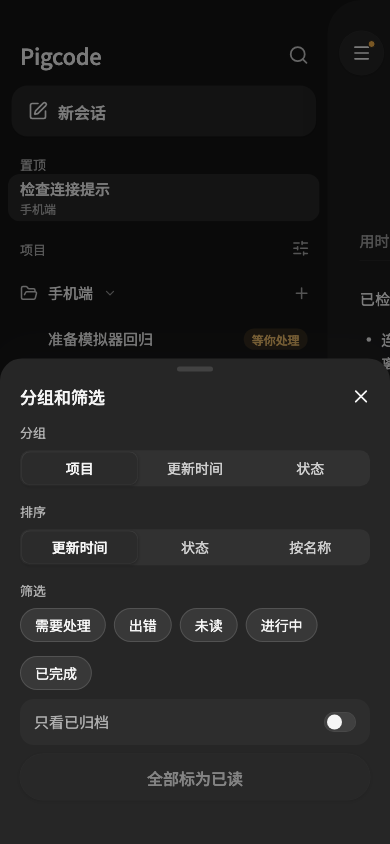 Pigcode
新会话
置顶
检查连接提示
手机端
项目
用时
手机端
已检
准备模拟器回归
等你处理
连
分组和筛选
分组
项目
更新时间
状态
排序
更新时间
状态
按名称
筛选
需要处理
出错
未读
进行中
已完成
只看已归档
全部标为已读